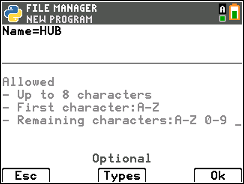 FILE MANAGER
NEW PROGRAM
A
Name=HUB
Allowed
- Up to 8 characters
- First character:A-Z
- Remaining characters:A-Z 0-9 _
Optional
Esc Types Ok